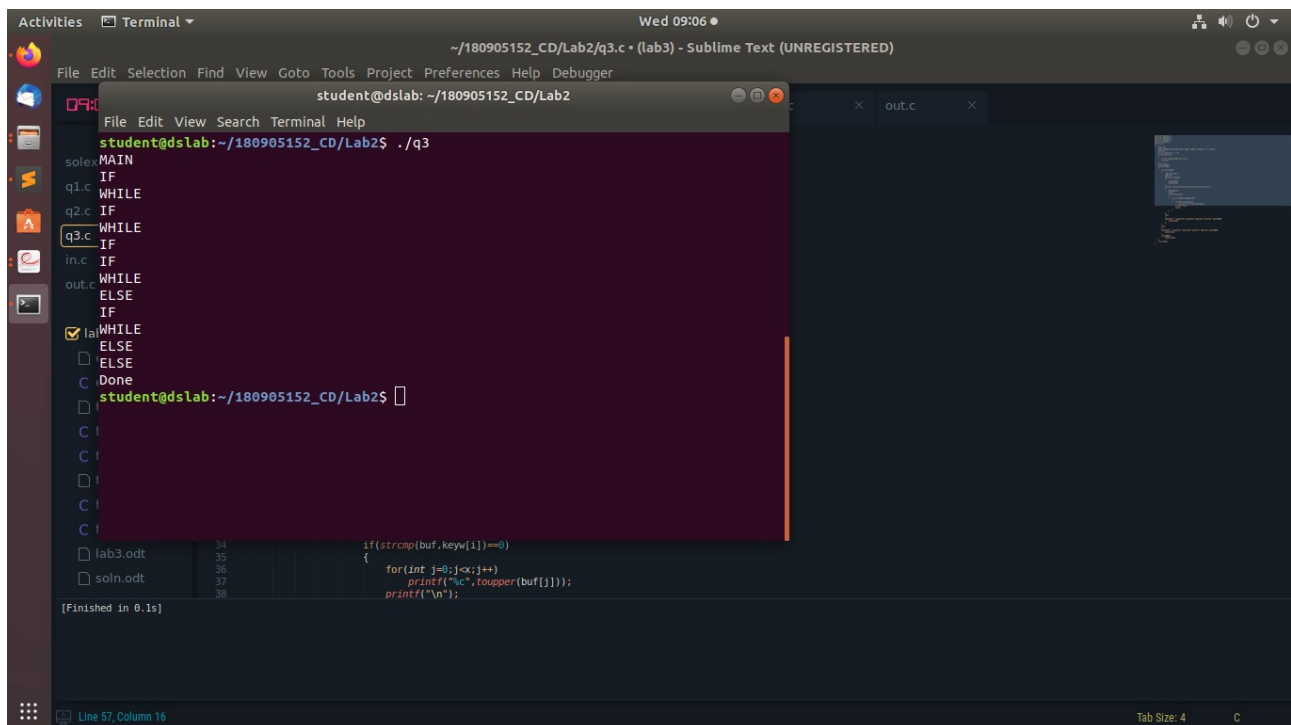 Activities Terminal Wed 09:06
~/180905152_CD/Lab2/q3.c • (lab3) - Sublime Text (UNREGISTERED)
File Edit Selection Find View Goto Tools Project Preferences Help Debugger
student@dslab: ~/180905152_CD/Lab2
out.c
File Edit View Search Terminal Help
student@dslab:~/180905152_CD/Lab2$ ./q3
MAIN
IF
WHILE
IF
WHILE
IF
IF
WHILE
ELSE
IF
WHILE
ELSE
ELSE
Done
student@dslab:~/180905152_CD/Lab2$
q1.c
q2.c
q3.c
in.c
out.c
lab3.odt
soln.odt
34 if(strcmp(buf,keyw[i])==0)
35 {
36 for(int j=0;j<x;j++)
37 printf("%c",toupper(buf[j]));
38 printf("\n");
[Finished in 0.1s]
Line 57, Column 16 Tab Size: 4 C